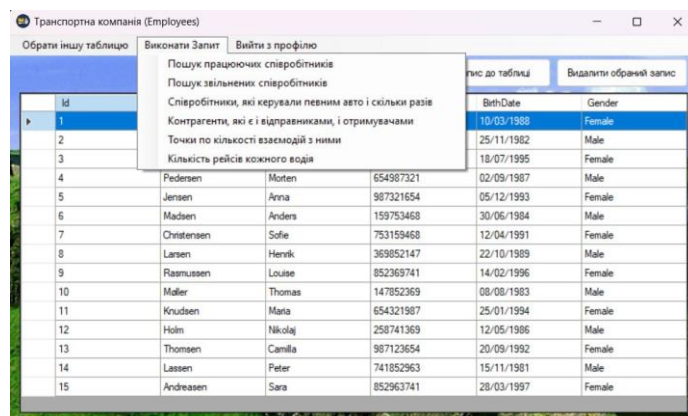 Транспортна компанія (Employees)
Обрати іншу таблицю Виконати Запит Вийти з профілю
Пошук працюючих співробітників
Пошук звільнених співробітників
Співробітники, які керували певним авто і скільки разів
Контрагенти, які є і відправниками, і отримувачами
Точки по кількості взаємодій з ними
Кількість рейсів кожного водія
до таблиці Видалити обраний запис
Id BirthDate Gender
1 10/03/1988 Female
2 25/11/1982 Male
3 18/07/1995 Female
4 Pedersen Morten 654987321 02/09/1987 Male
5 Jensen Anna 987321654 05/12/1993 Female
6 Madsen Anders 159753468 30/06/1984 Male
7 Christensen Sofie 753159468 12/04/1991 Female
8 Larsen Henrik 369852147 22/10/1989 Male
9 Rasmussen Louise 852369741 14/02/1996 Female
10 Møller Thomas 147852369 08/08/1983 Male
11 Knudsen Maria 654321987 25/01/1994 Female
12 Holm Nikolaj 258741369 12/05/1986 Male
13 Thomsen Camilla 987123654 20/09/1992 Female
14 Lassen Peter 741852963 15/11/1981 Male
15 Andreasen Sara 852963741 28/03/1997 Female